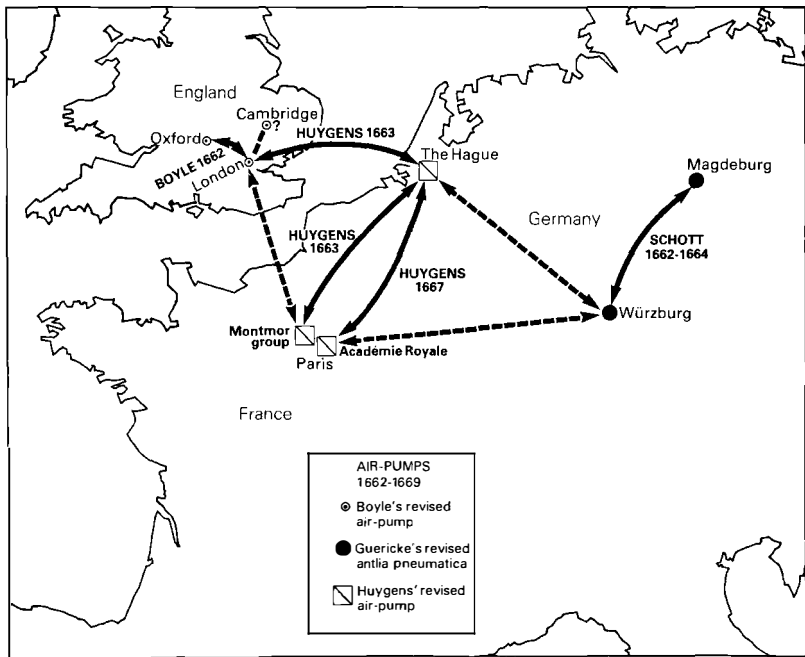 England
Cambridge
?
Oxford
HUYGENS 1663
BOYLE 1662
London
The Hague
Magdeburg
Germany
HUYGENS
1663
SCHOTT
1662-1664
HUYGENS
1667
Würzburg
Montmor
group
Académie Royale
Paris
France
AIR-PUMPS
1662-1669
Boyle's revised
air-pump
Guericke's revised
antlia pneumatica
Huygens' revised
air-pump